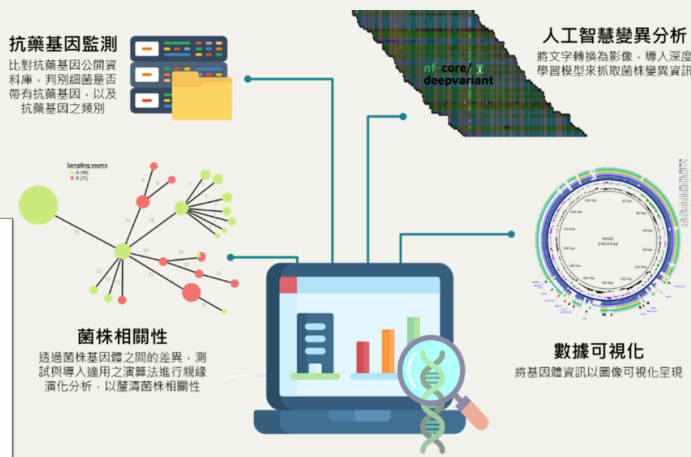 抗藥基因監測
比對抗藥基因公開資
料庫，判別細菌是否
帶有抗藥基因，以及
抗藥基因之類別
nf-core/
deepvariant
人工智慧變異分析
將文字轉換為影像，導入深度
學習模型來抓取菌株變異資訊
Sampling source
A (98)
B (25)
菌株相關性
透過菌株基因體之間的差異，測
試與導入適用之演算法進行親緣
演化分析，以釐清菌株相關性
數據可視化
將基因體資訊以圖像可視化呈現